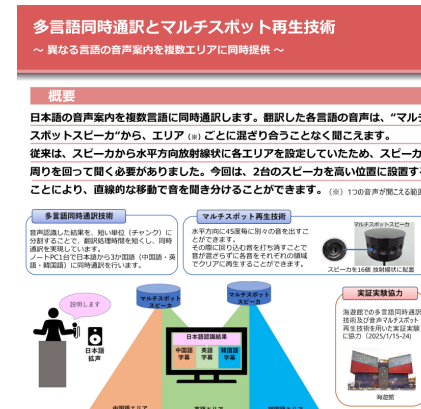 多言語同時通訳とマルチスポット再生技術
～ 異なる言語の音声案内を複数エリアに同時提供 ～
概要
日本語の音声案内を複数言語に同時通訳します。翻訳した各言語の音声は、“マル
スポットスピーカ”から、エリア（※）ごとに混ざり合うことなく聞こえます。
従来は、スピーカから水平方向放射線状に各エリアを設定していたため、スピーカ
周りを回って聞く必要がありました。今回は、2台のスピーカを高い位置に設置す
ことにより、直線的な移動で音を聞き分けることができます。（※）1つの音声が聞こえる範
多言語同時通訳技術
音声認識した結果を、短い単位（チャンク）に
分割することで、翻訳処理時間を短くし、同時
通訳を実現しています。
ノートPC1台で日本語から3か国語（中国語・英
語・韓国語）に同時通訳を行います。
マルチスポット再生技術
水平方向に45度毎に別々の音を出すこ
とができます。
その際に回り込む音を打ち消すことで
音が混ざらずに各音をそれぞれの領域
でクリアに再生することができます。
マルチスポットスピーカ
スピーカを16個 放射線状に配置
説明します
日本語
拡声
マルチスポット
スピーカ
マルチスポット
スピーカ
日本語認識結果
中国語
字幕
英語
字幕
韓国語
字幕
実証実験協力
海遊館での多言語同時通訳
技術及び音声マルチスポット
再生技術を用いた実証実験
に協力（2025/1/15-24）
海遊館
中国語エリア
英語エリア
韓国語エリア